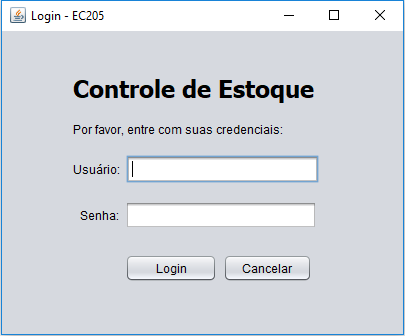 Login - EC205
Controle de Estoque
Por favor, entre com suas credenciais:
Usuário:
Senha:
Login Cancelar